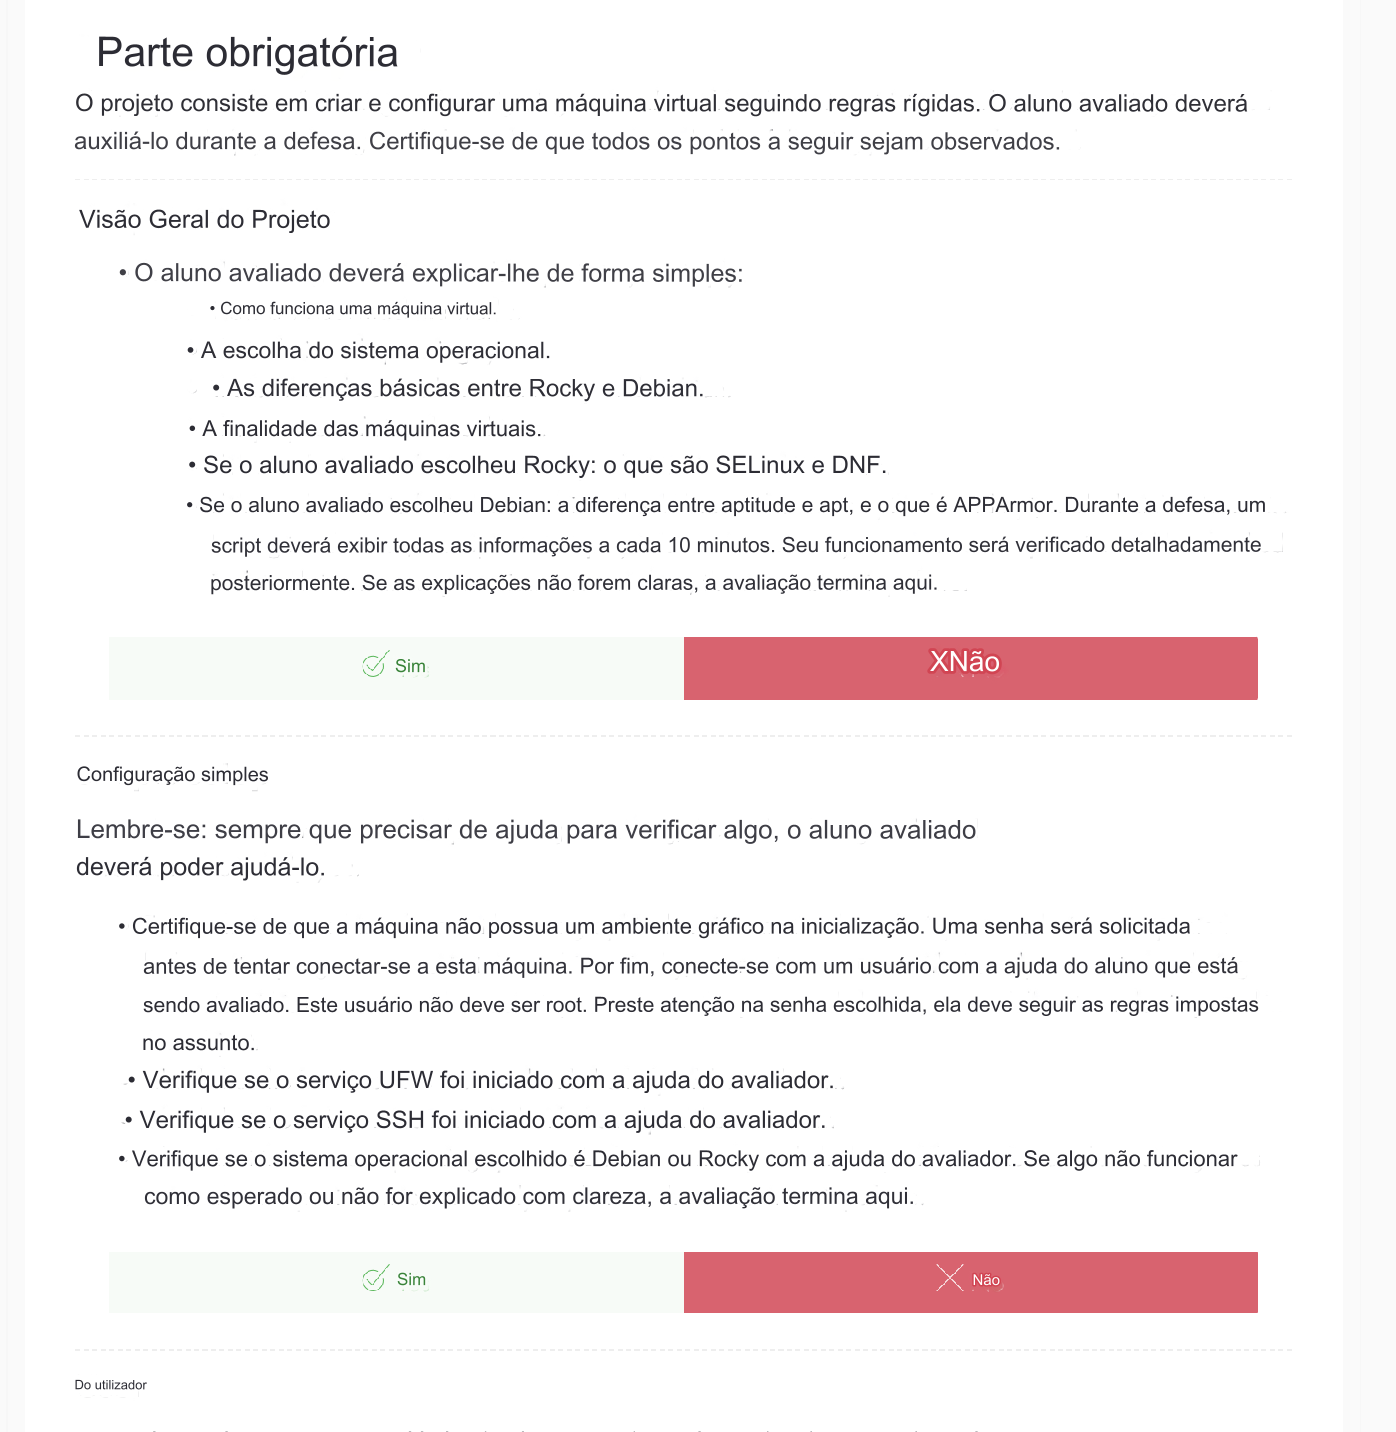 Parte obrigatória
O projeto consiste em criar e configurar uma máquina virtual seguindo regras rígidas. O aluno avaliado deverá
auxiliá-lo durante a defesa. Certifique-se de que todos os pontos a seguir sejam observados.
Visão Geral do Projeto
• O aluno avaliado deverá explicar-lhe de forma simples:
• Como funciona uma máquina virtual.
• A escolha do sistema operacional.
• As diferenças básicas entre Rocky e Debian.
• A finalidade das máquinas virtuais.
• Se o aluno avaliado escolheu Rocky: o que são SELinux e DNF.
• Se o aluno avaliado escolheu Debian: a diferença entre aptitude e apt, e o que é APPArmor. Durante a defesa, um
script deverá exibir todas as informações a cada 10 minutos. Seu funcionamento será verificado detalhadamente
posteriormente. Se as explicações não forem claras, a avaliação termina aqui.
Sim
XNão
Configuração simples
Lembre-se: sempre que precisar de ajuda para verificar algo, o aluno avaliado
deverá poder ajudá-lo.
• Certifique-se de que a máquina não possua um ambiente gráfico na inicialização. Uma senha será solicitada
antes de tentar conectar-se a esta máquina. Por fim, conecte-se com um usuário com a ajuda do aluno que está
sendo avaliado. Este usuário não deve ser root. Preste atenção na senha escolhida, ela deve seguir as regras impostas
no assunto.
• Verifique se o serviço UFW foi iniciado com a ajuda do avaliador.
• Verifique se o serviço SSH foi iniciado com a ajuda do avaliador.
• Verifique se o sistema operacional escolhido é Debian ou Rocky com a ajuda do avaliador. Se algo não funcionar
como esperado ou não for explicado com clareza, a avaliação termina aqui.
Sim
Não
Do utilizador